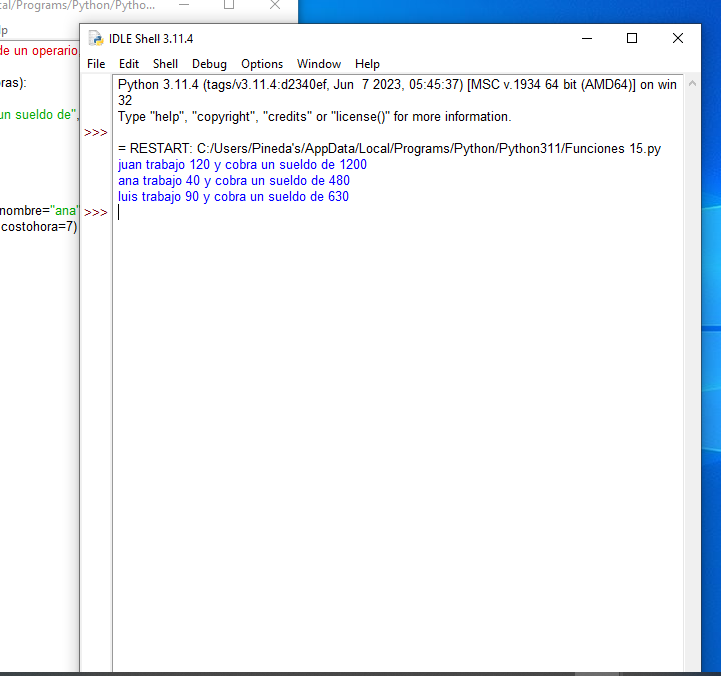 cal/Programs/Python/Pytho...
lp
de un operario,
ras):
un sueldo de",
nombre="ana"
costohora=7)
IDLE Shell 3.11.4
File Edit Shell Debug Options Window Help
Python 3.11.4 (tags/v3.11.4:d2340ef, Jun  7 2023, 05:45:37) [MSC v.1934 64 bit (AMD64)] on win
32
Type "help", "copyright", "credits" or "license()" for more information.
>>>
= RESTART: C:/Users/Pineda's/AppData/Local/Programs/Python/Python311/Funciones 15.py
juan trabajo 120 y cobra un sueldo de 1200
ana trabajo 40 y cobra un sueldo de 480
luis trabajo 90 y cobra un sueldo de 630
>>>